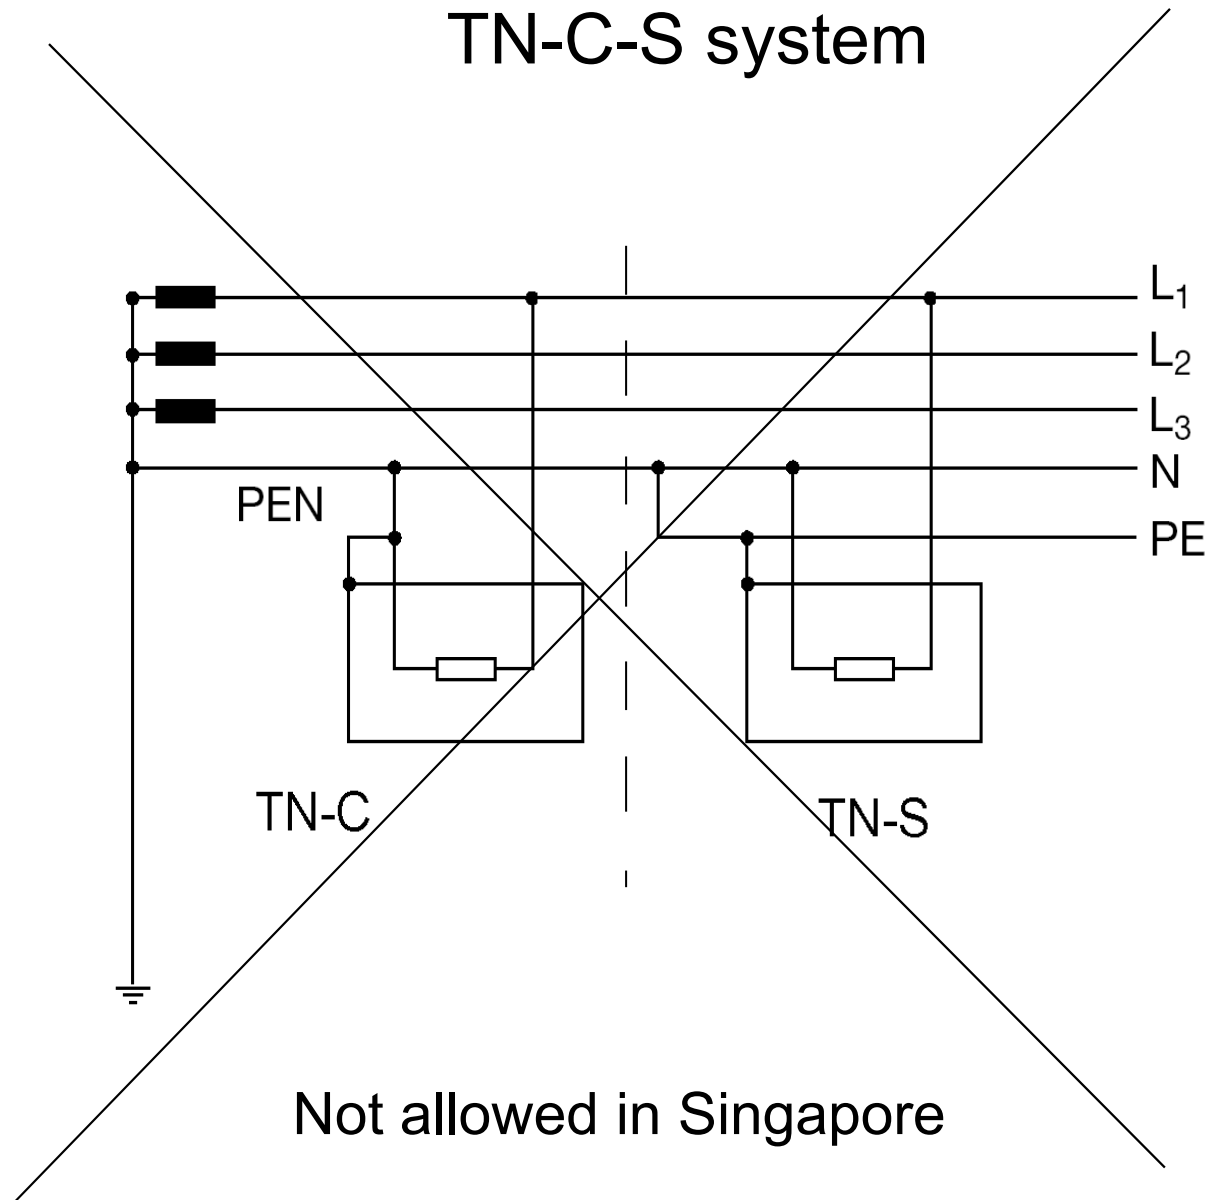 TN-C-S system
L1
L2
L3
N
PEN
PE
TN-C
TN-S
Not allowed in Singapore